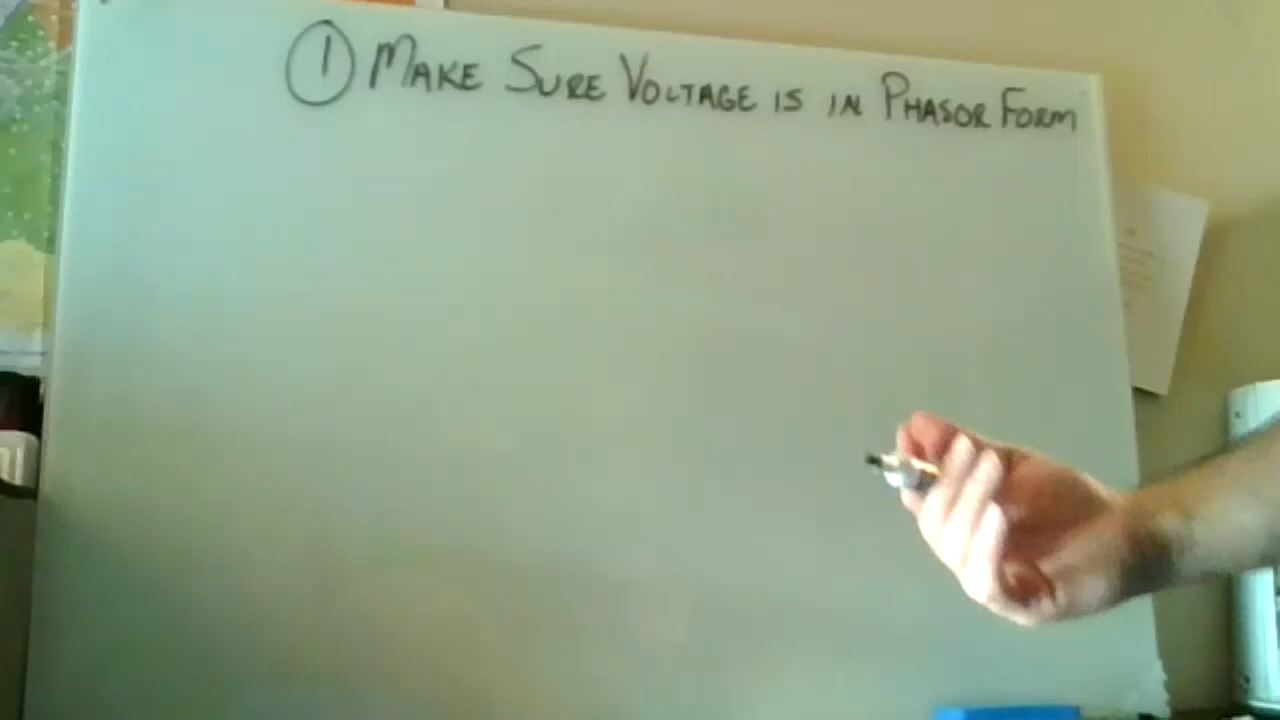 ① MAKE SURE VOLTAGE IS IN PHASOR FORM